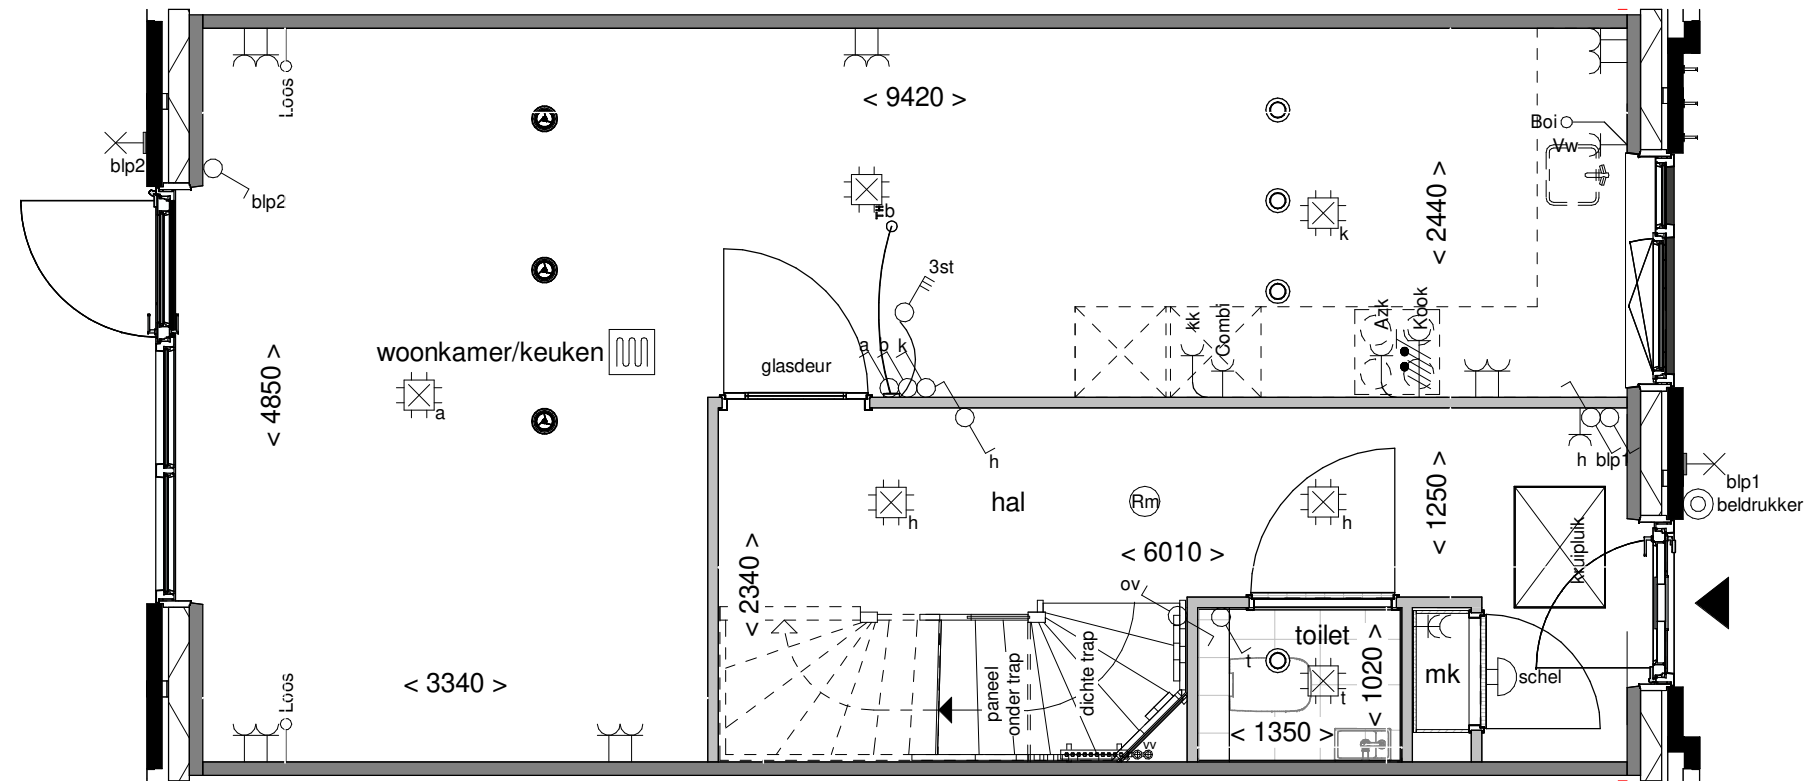 Loos
< 9420 >
blp2
blp2
Boi
Vw
Eb
k
< 2440 >
3st
kk
Combi
Azk
Kook
a b k
glasdeur
woonkamer/keuken
a
< 4850 >
h
h blp1
blp1
beldrukker
hal
h
Rm
h
< 1250 >
kruipluik
< 6010 >
< 2340 >
ov
toilet
t
t
< 1020 >
mk
schel
< 3340 >
Loos
paneel
onder trap
dichte trap
< 1350 >
vv